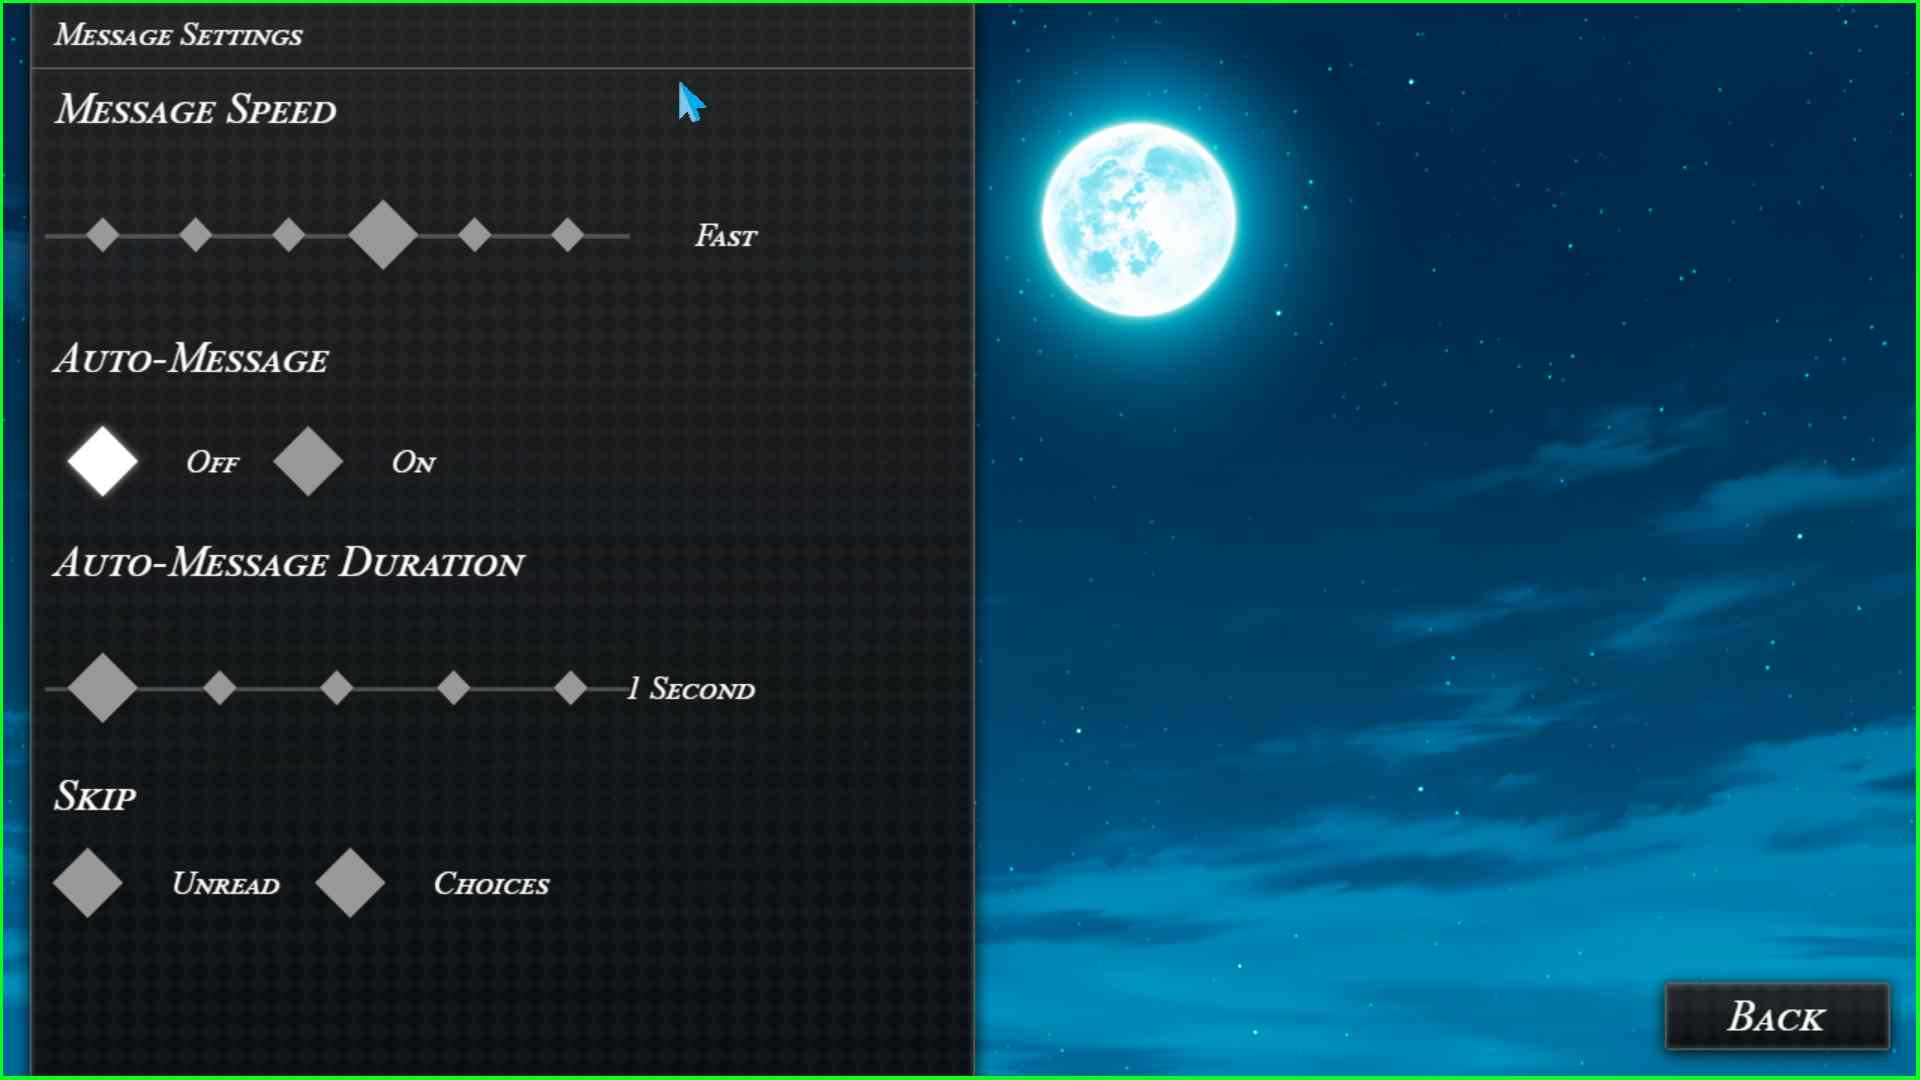 Message Settings
Message Speed
Fast
Auto-Message
Off On
Auto-Message Duration
1 Second
Skip
Unread Choices
Back